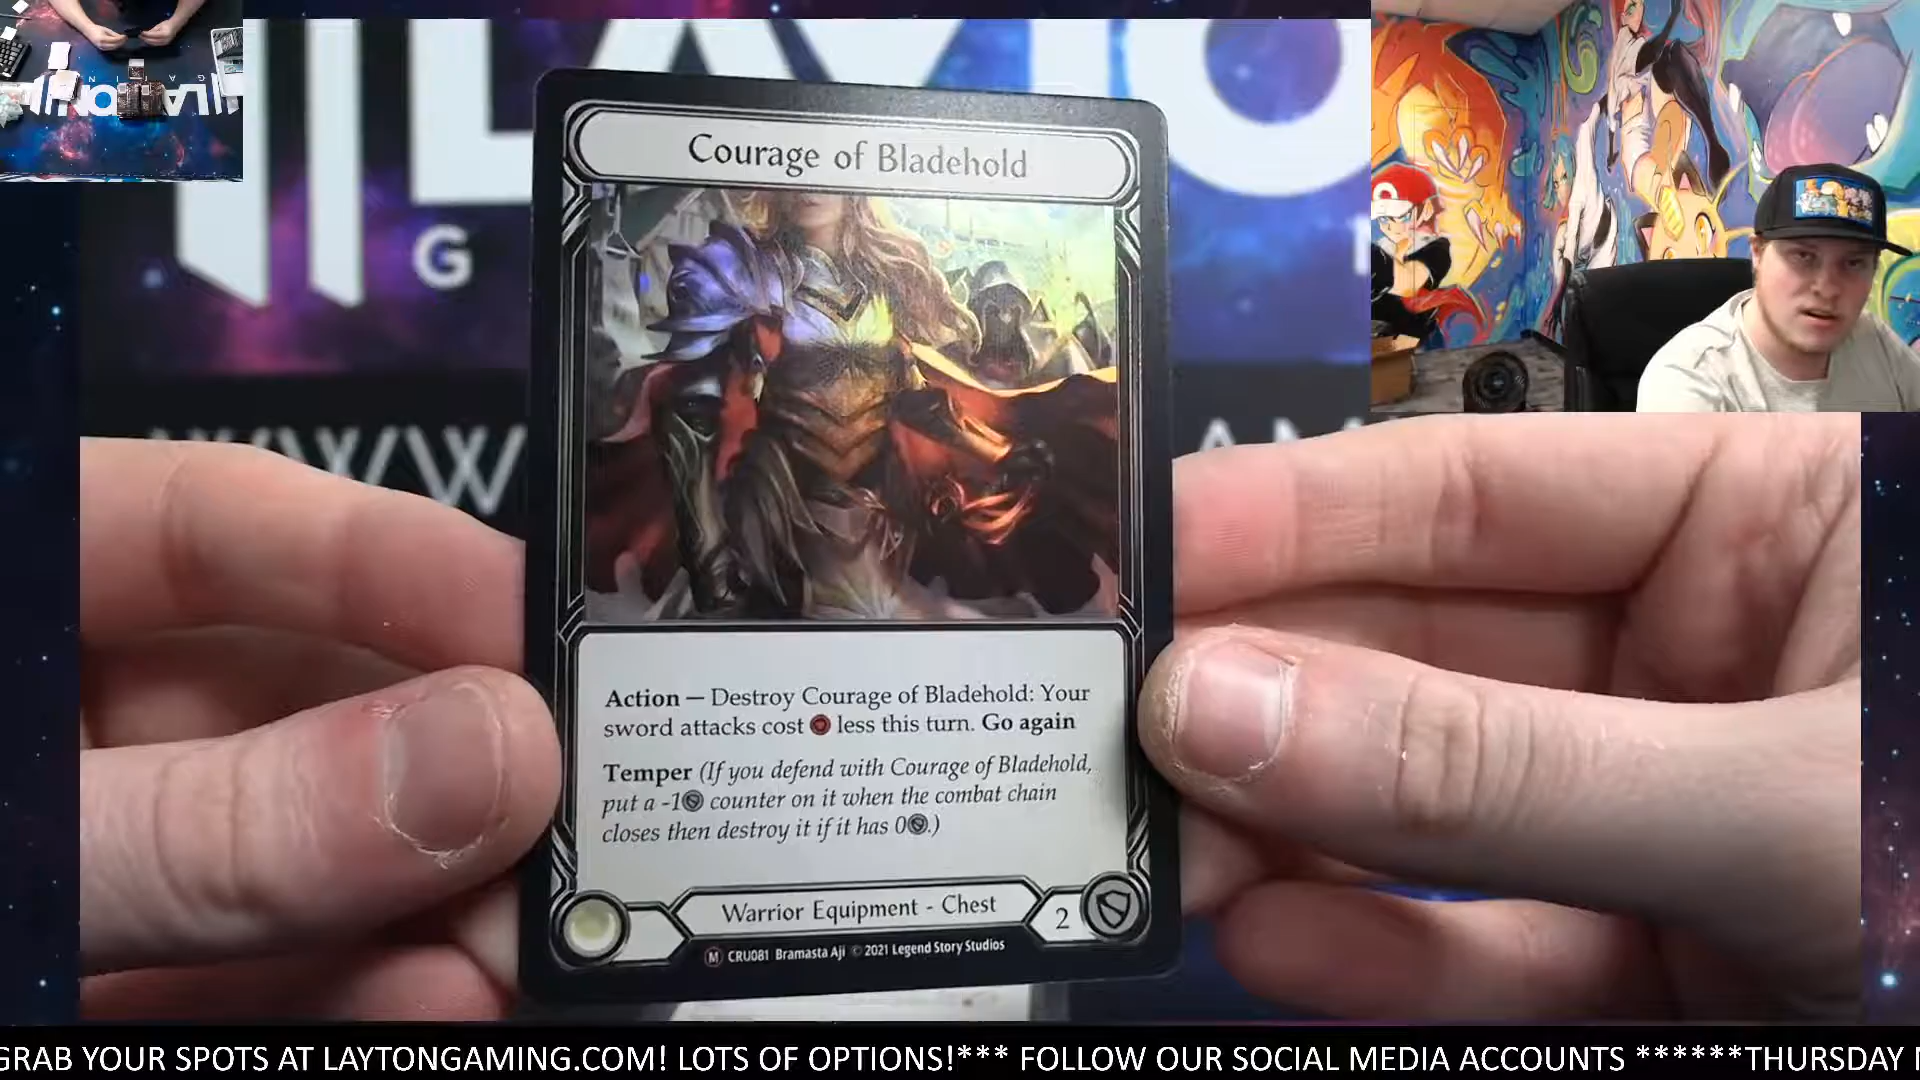 Courage of Bladehold
Action — Destroy Courage of Bladehold: Your
sword attacks cost less this turn. Go again
Temper (If you defend with Courage of Bladehold,
put a -1 counter on it when the combat chain
closes then destroy it if it has 0.)
Warrior Equipment - Chest
2
M CRU081 Bramasta Aji © 2021 Legend Story Studios
GRAB YOUR SPOTS AT LAYTONGAMING.COM! LOTS OF OPTIONS!*** FOLLOW OUR SOCIAL MEDIA ACCOUNTS ******THURSDAY